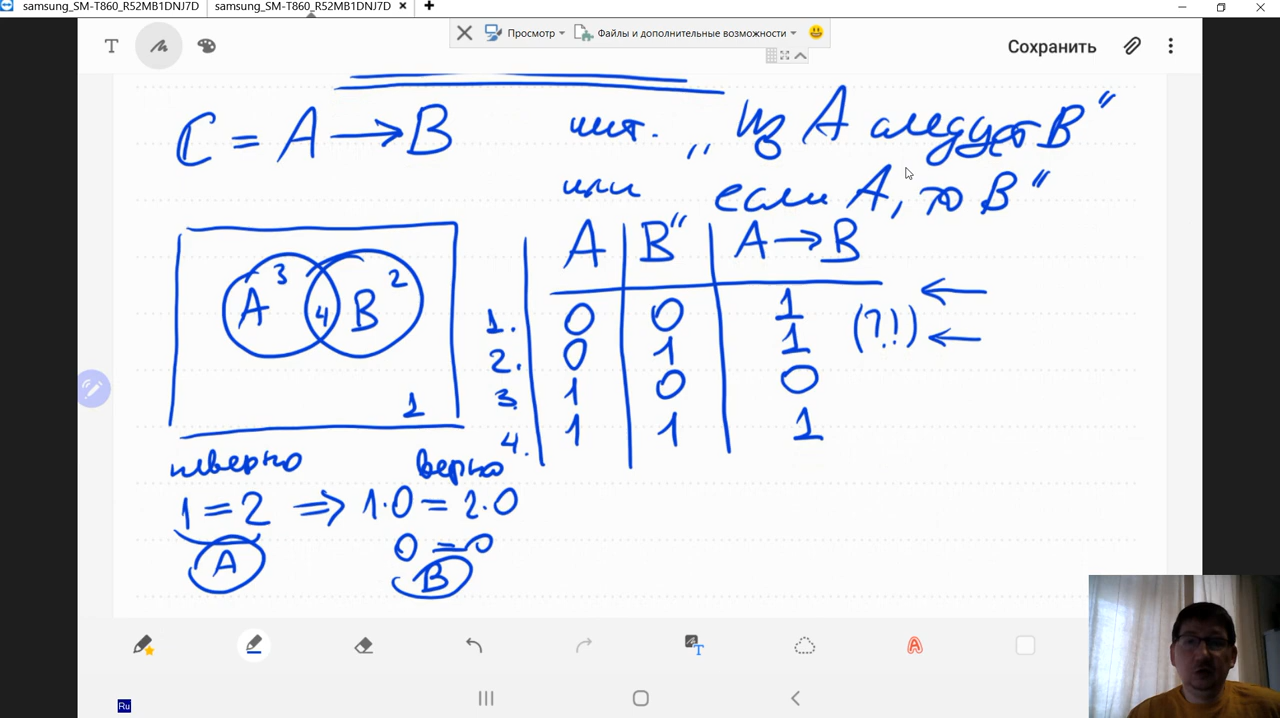 samsung_SM-T860_R52MB1DNJ7D samsung_SM-T860_R52MB1DNJ7D
Просмотр Файлы и дополнительные возможности
T Сохранить
C = A → B чит. „ Из A следует B "
или если A, то B "
A B " A → B
A 3 4 B 2
1. 0 0 1
2. 0 1 1 (?!)
3. 1 0 0
1
4. 1 1 1
неверно верно
1 = 2 ⇒ 1·0 = 2·0
0 = 0
A B
T A
Ru